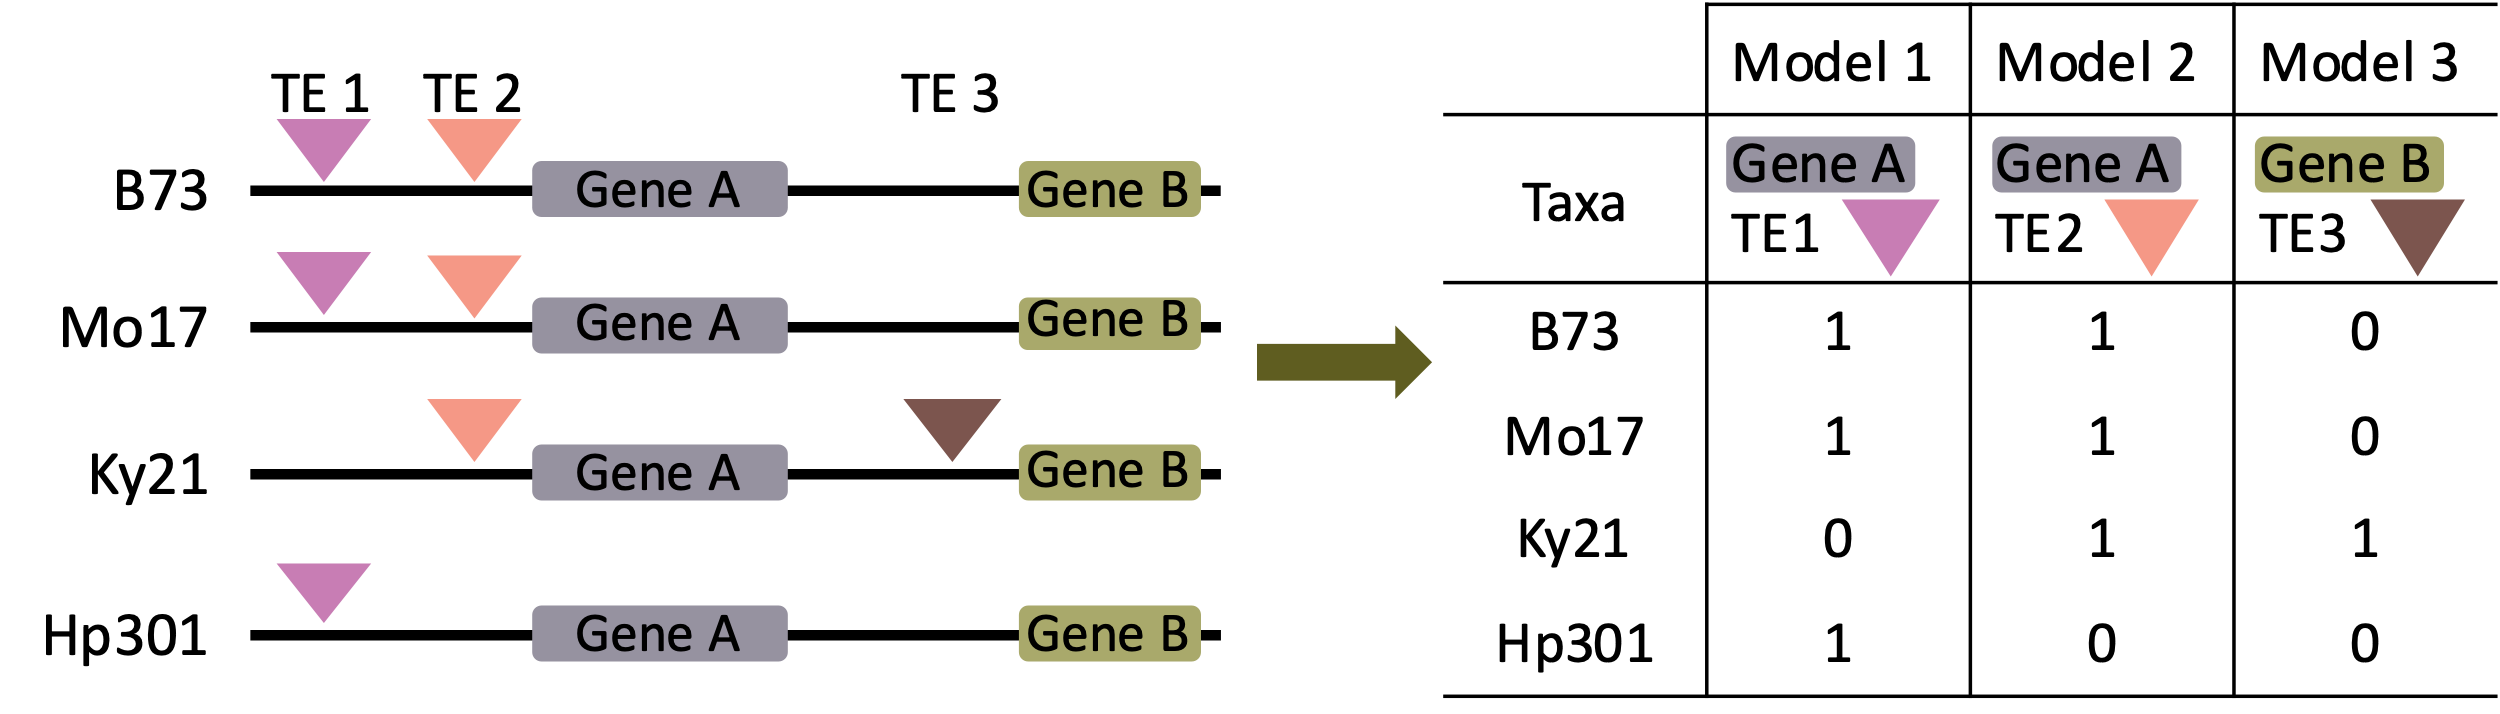 TE 1 TE 2 TE 3
B73 Gene A Gene B
Mo17 Gene A Gene B
Ky21 Gene A Gene B
Hp301 Gene A Gene B
Model 1 Model 2 Model 3
Taxa
Gene A Gene A Gene B
TE1 TE2 TE3
B73 1 1 0
Mo17 1 1 0
Ky21 0 1 1
Hp301 1 0 0